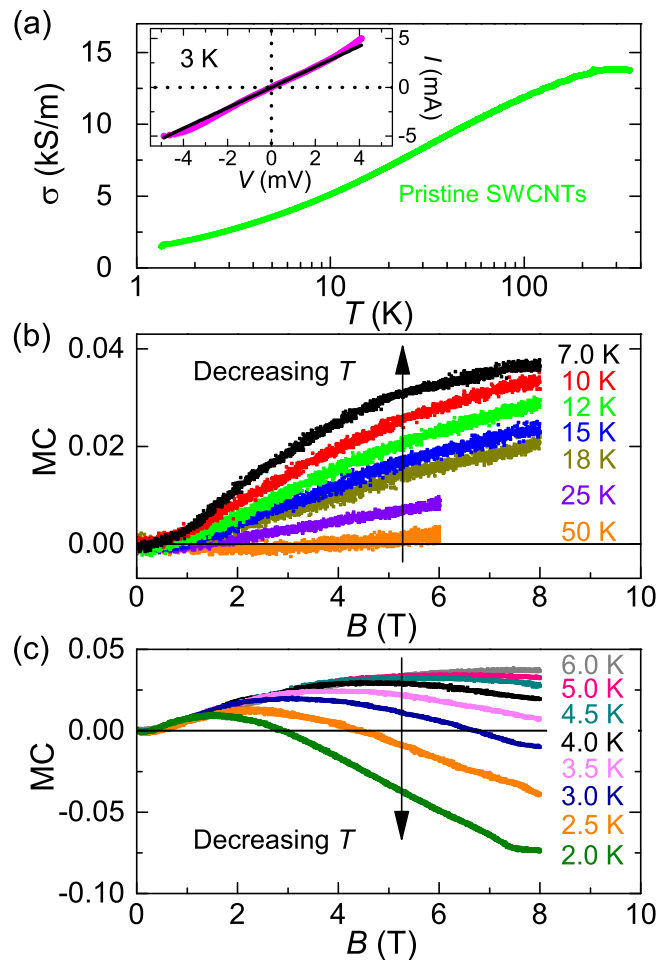 (a)
15
10
5
0
σ (kS/m)
3 K
5
0
-5
I (mA)
-4 -2 0 2 4
V (mV)
Pristine SWCNTs
1 10 100
T (K)
(b)
0.04
0.02
0.00
MC
Decreasing T
7.0 K
10 K
12 K
15 K
18 K
25 K
50 K
0 2 4 6 8 10
B (T)
(c)
0.05
0.00
-0.05
-0.10
MC
6.0 K
5.0 K
4.5 K
4.0 K
3.5 K
3.0 K
2.5 K
2.0 K
Decreasing T
0 2 4 6 8 10
B (T)